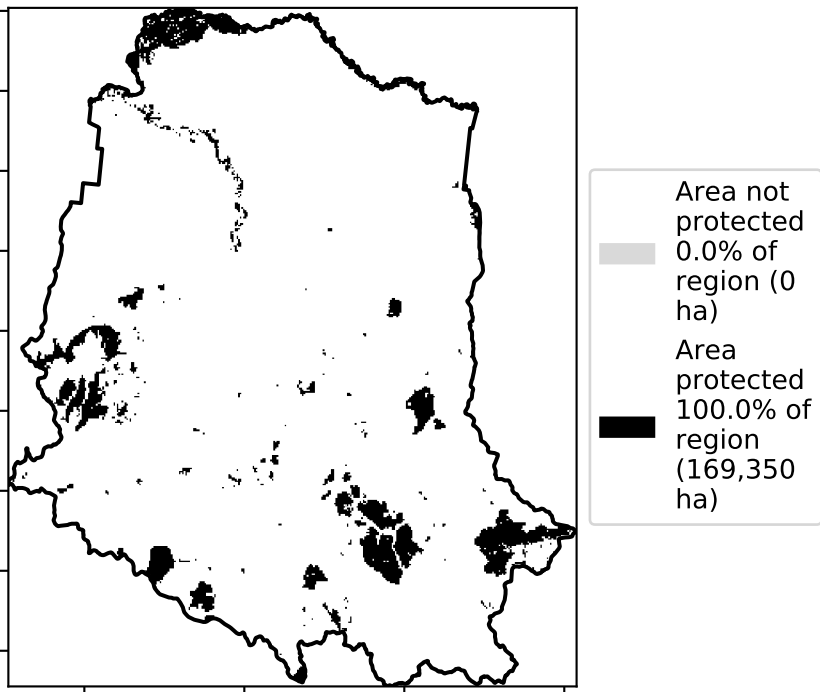 Area not
protected
0.0% of
region (0
ha)
Area
protected
100.0% of
region
(169,350
ha)